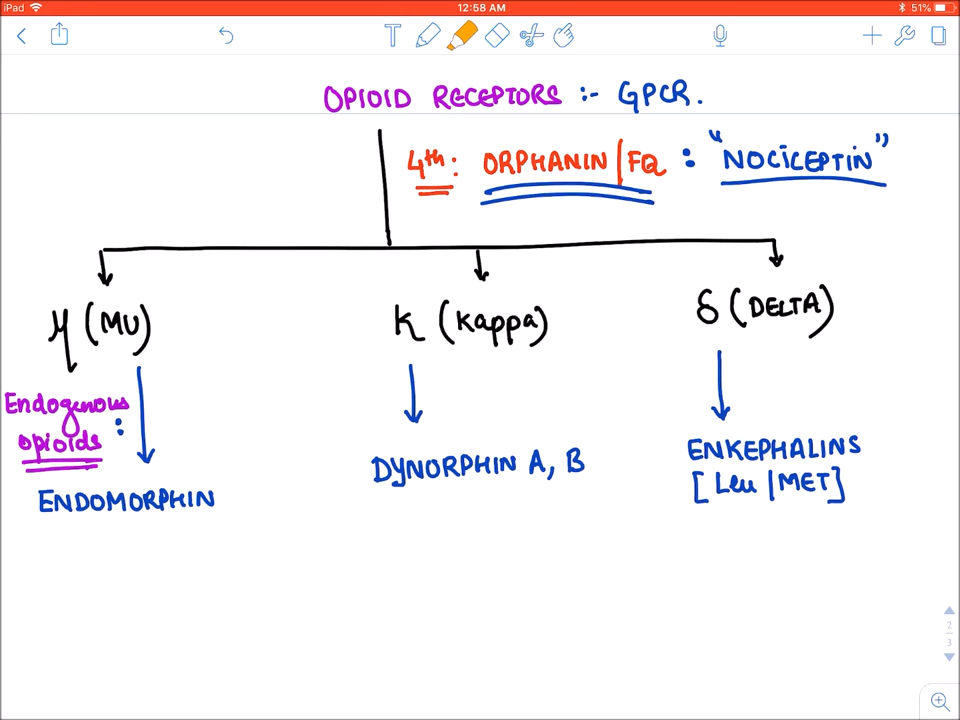 iPad 12:58 AM 51%
T
OPIOID RECEPTORS :- GPCR.
4th: ORPHANIN/FQ : "NOCICEPTIN"
μ (MU) K (Kappa) δ (DELTA)
Endogenous
opioids :
ENDOMORPHIN
DYNORPHIN A, B
ENKEPHALINS
[Leu/MET]
2
3